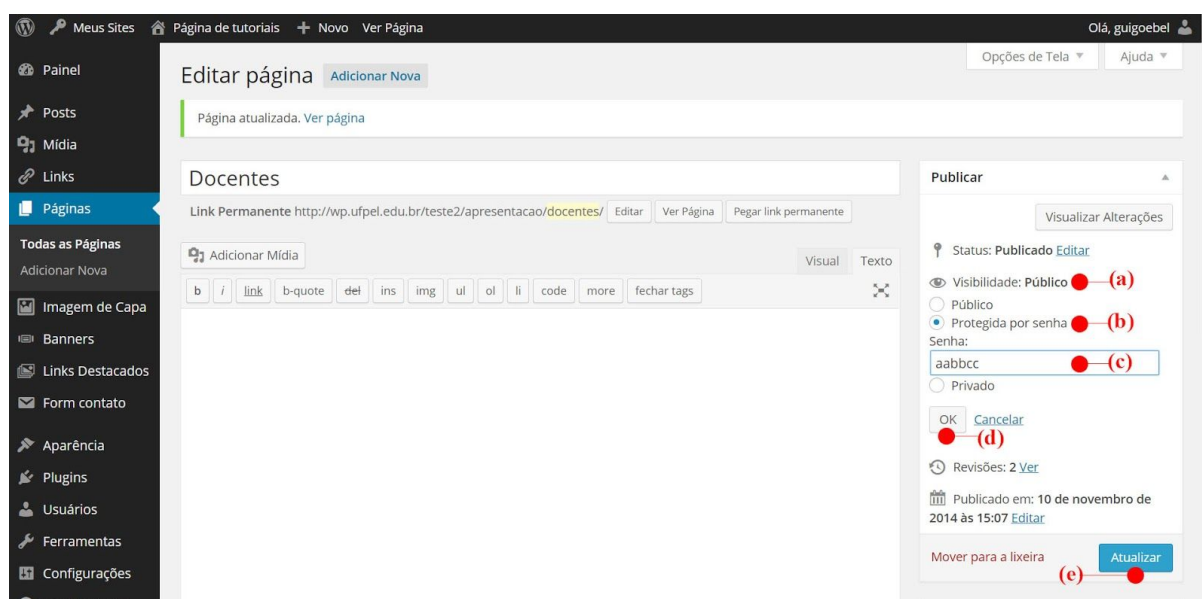 Meus Sites Página de tutoriais + Novo Ver Página Olá, guigoebel
Opções de Tela Ajuda
Painel
Posts
Mídia
Links
Páginas
Todas as Páginas
Adicionar Nova
Imagem de Capa
Banners
Links Destacados
Form contato
Aparência
Plugins
Usuários
Ferramentas
Configurações
Editar página Adicionar Nova
Página atualizada. Ver página
Docentes
Link Permanente http://wp.ufpel.edu.br/teste2/apresentacao/docentes/ Editar Ver Página Pegar link permanente
Adicionar Mídia Visual Texto
b i link b-quote del ins img ul ol li code more fechar tags
Publicar
Visualizar Alterações
Status: Publicado Editar
Visibilidade: Público (a)
Público
Protegida por senha (b)
Senha:
aabbcc (c)
Privado
OK Cancelar
(d)
Revisões: 2 Ver
Publicado em: 10 de novembro de
2014 às 15:07 Editar
Mover para a lixeira Atualizar
(e)